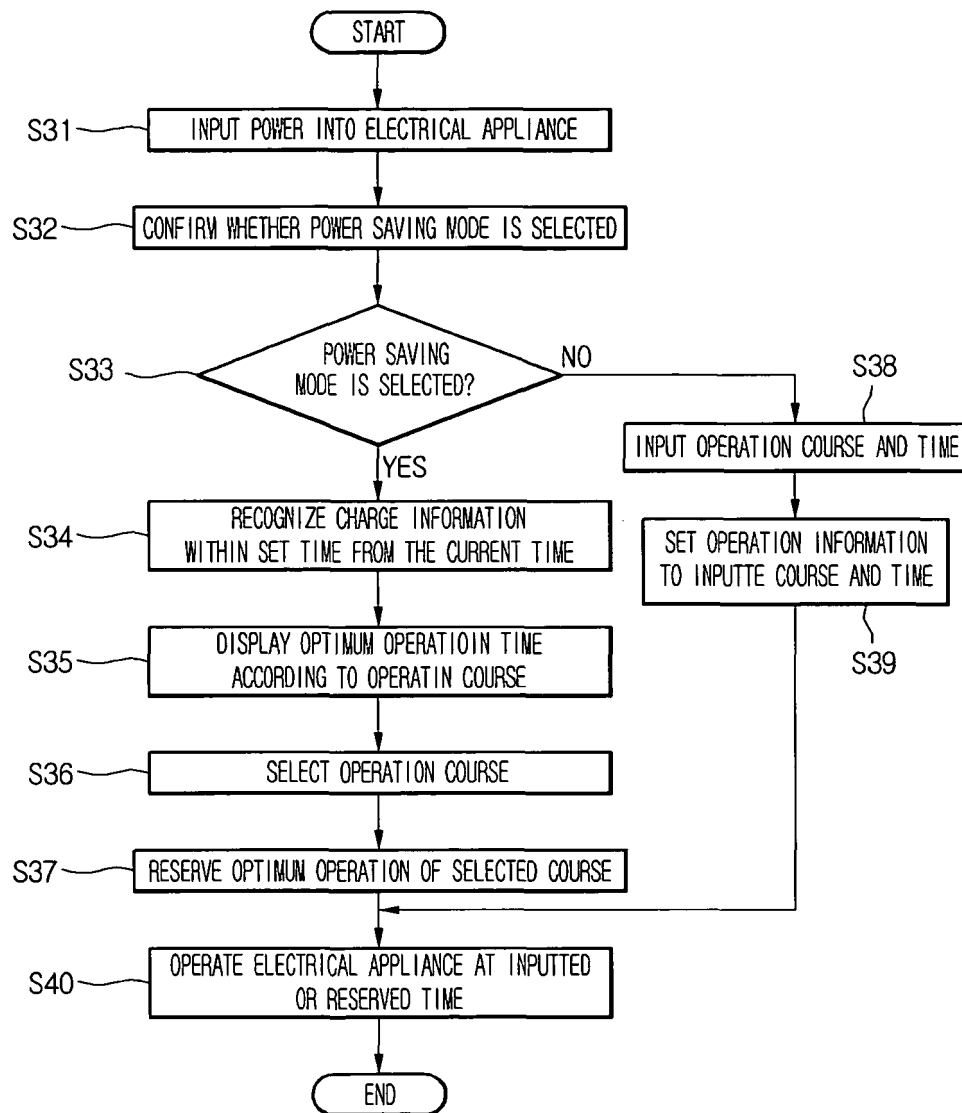 START
S31
INPUT POWER INTO ELECTRICAL APPLIANCE
S32
CONFIRM WHETHER POWER SAVING MODE IS SELECTED
S33
POWER SAVING
MODE IS SELECTED?
NO
YES
S38
INPUT OPERATION COURSE AND TIME
S34
RECOGNIZE CHARGE INFORMATION
WITHIN SET TIME FROM THE CURRENT TIME
SET OPERATION INFORMATION
TO INPUTTE COURSE AND TIME
S39
S35
DISPLAY OPTIMUM OPERATIOIN TIME
ACCORDING TO OPERATIN COURSE
S36
SELECT OPERATION COURSE
S37
RESERVE OPTIMUM OPERATION OF SELECTED COURSE
S40
OPERATE ELECTRICAL APPLIANCE AT INPUTTED
OR RESERVED TIME
END